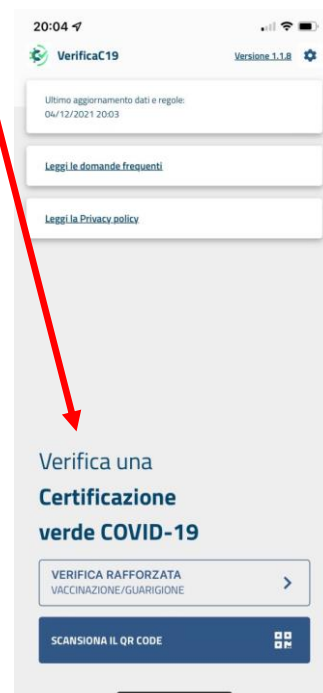 20:04
VerificaC19 Versione 1.1.8
Ultimo aggiornamento dati e regole:
04/12/2021 20:03
Leggi le domande frequenti
Leggi la Privacy policy
Verifica una
Certificazione
verde COVID-19
VERIFICA RAFFORZATA
VACCINAZIONE/GUARIGIONE
SCANSIONA IL QR CODE